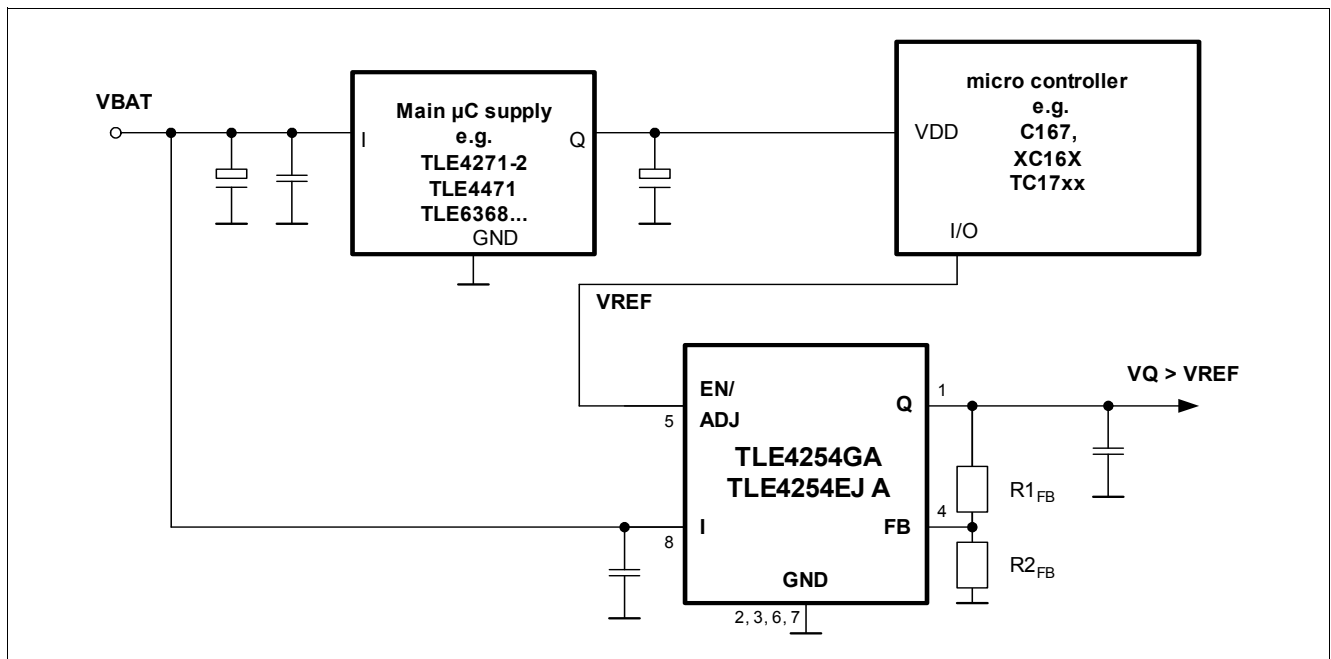 VBAT
I
Main µC supply
e.g.
TLE4271-2
TLE4471
TLE6368...
GND
Q
micro controller
e.g.
C167,
XC16X
TC17xx
VDD
I/O
VREF
EN/
ADJ
5
Q
1
VQ > VREF
TLE4254GA
TLE4254EJ A
R1FB
I
8
FB
4
R2FB
GND
2, 3, 6, 7